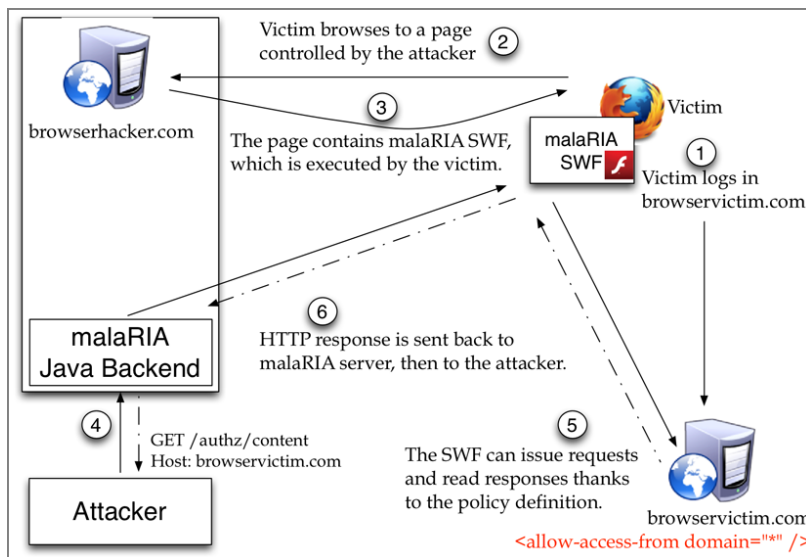 Victim browses to a page
controlled by the attacker
2
browserhacker.com
3
The page contains malaRIA SWF,
which is executed by the victim.
Victim
malaRIA
SWF
1
Victim logs in
browservictim.com
malaRIA
Java Backend
6
HTTP response is sent back to
malaRIA server, then to the attacker.
4
GET /authz/content
Host: browservictim.com
Attacker
5
The SWF can issue requests
and read responses thanks
to the policy definition.
browservictim.com
<allow-access-from domain="*" />